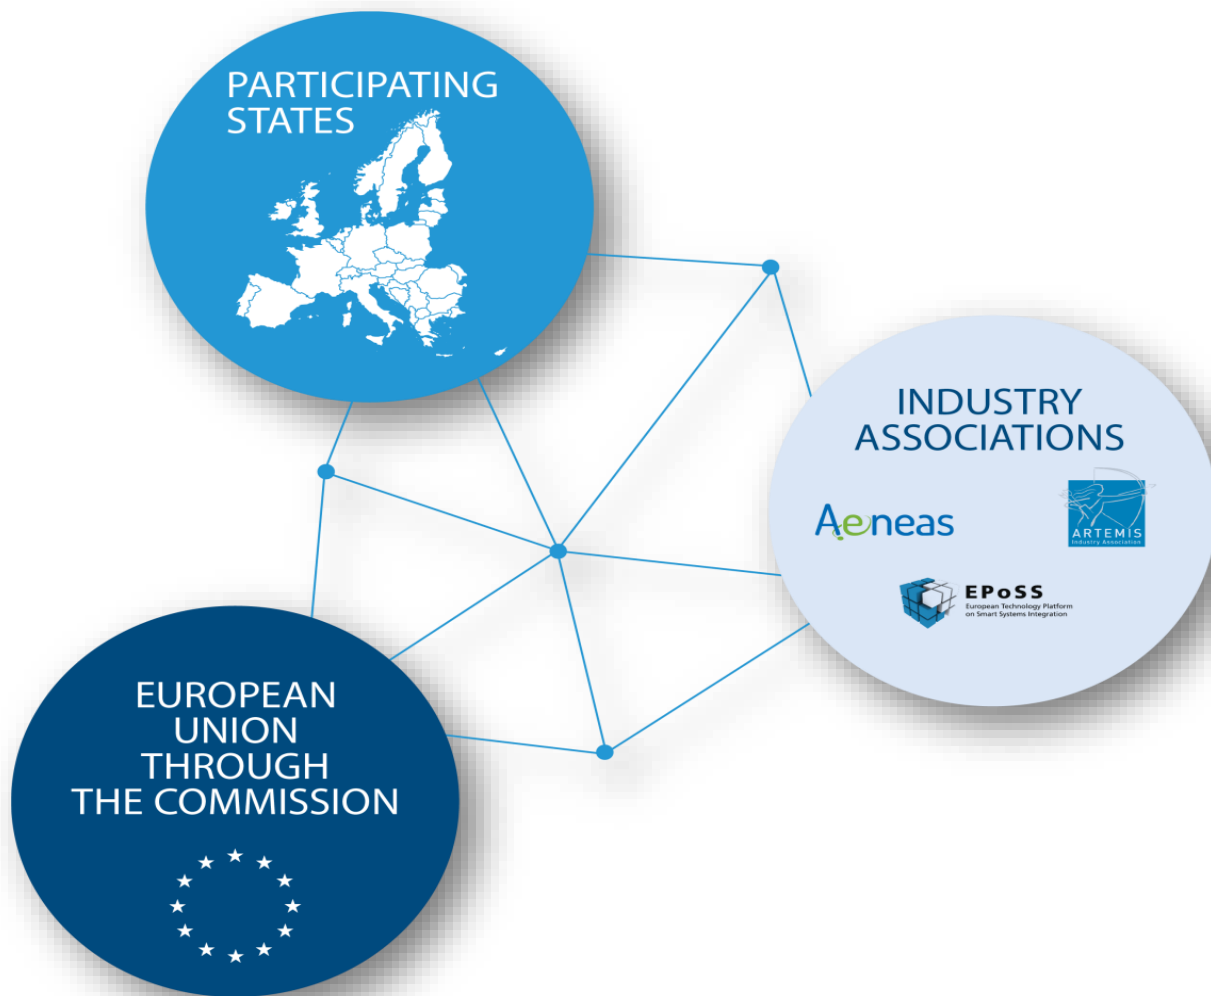 PARTICIPATING
STATES
INDUSTRY
ASSOCIATIONS
Aeneas
ARTEMIS
Industry Association
EPoSS
European Technology Platform
on Smart Systems Integration
EUROPEAN
UNION
THROUGH
THE COMMISSION